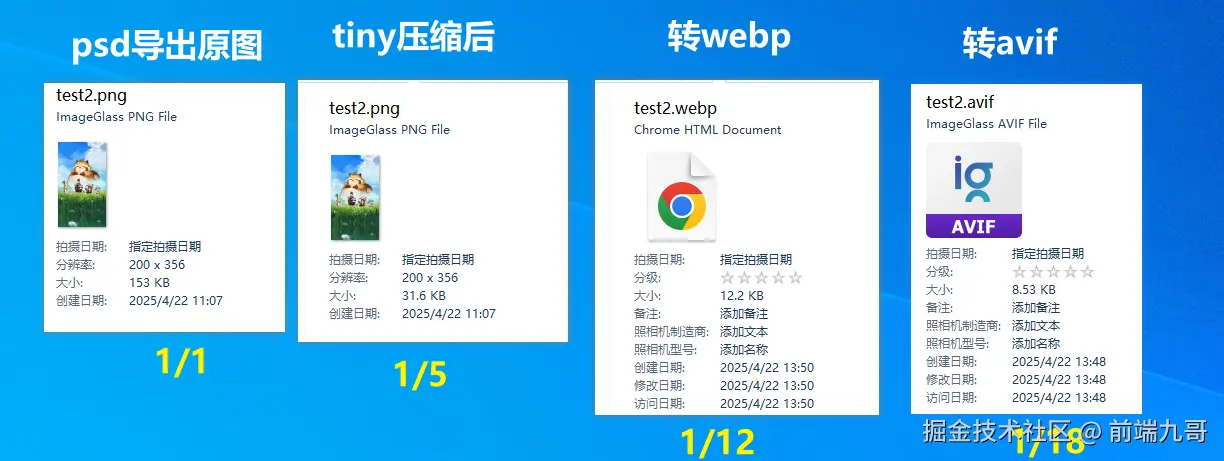 psd导出原图
test2.png
ImageGlass PNG File
拍摄日期: 指定拍摄日期
分辨率: 200 x 356
大小: 153 KB
创建日期: 2025/4/22 11:07
1/1
tiny压缩后
test2.png
ImageGlass PNG File
拍摄日期: 指定拍摄日期
分辨率: 200 x 356
大小: 31.6 KB
创建日期: 2025/4/22 11:07
1/5
转webp
test2.webp
Chrome HTML Document
拍摄日期: 指定拍摄日期
分级: ☆☆☆☆☆
大小: 12.2 KB
备注: 添加备注
照相机制造商: 添加文本
照相机型号: 添加名称
创建日期: 2025/4/22 13:50
修改日期: 2025/4/22 13:50
访问日期: 2025/4/22 13:50
1/12
转avif
test2.avif
ImageGlass AVIF File
ig
AVIF
拍摄日期: 指定拍摄日期
分级: ☆☆☆☆☆
大小: 8.53 KB
备注: 添加备注
照相机制造商: 添加文本
照相机型号: 添加名称
创建日期: 2025/4/22 13:48
修改日期: 2025/4/22 13:48
访问日期: 2025/4/22 13:48
1/18
掘金技术社区 @ 前端九哥